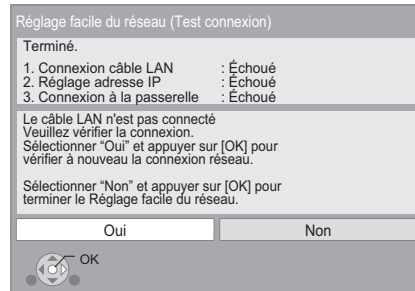 Réglage facile du réseau (Test connexion)
Terminé.
1. Connexion câble LAN : Échoué
2. Réglage adresse IP : Échoué
3. Connexion à la passerelle : Échoué
Le câble LAN n'est pas connecté
Veuillez vérifier la connexion.
Sélectionner “Oui” et appuyer sur [OK] pour
vérifier à nouveau la connexion réseau.
Sélectionner “Non” et appuyer sur [OK] pour
terminer le Réglage facile du réseau.
Oui Non
OK